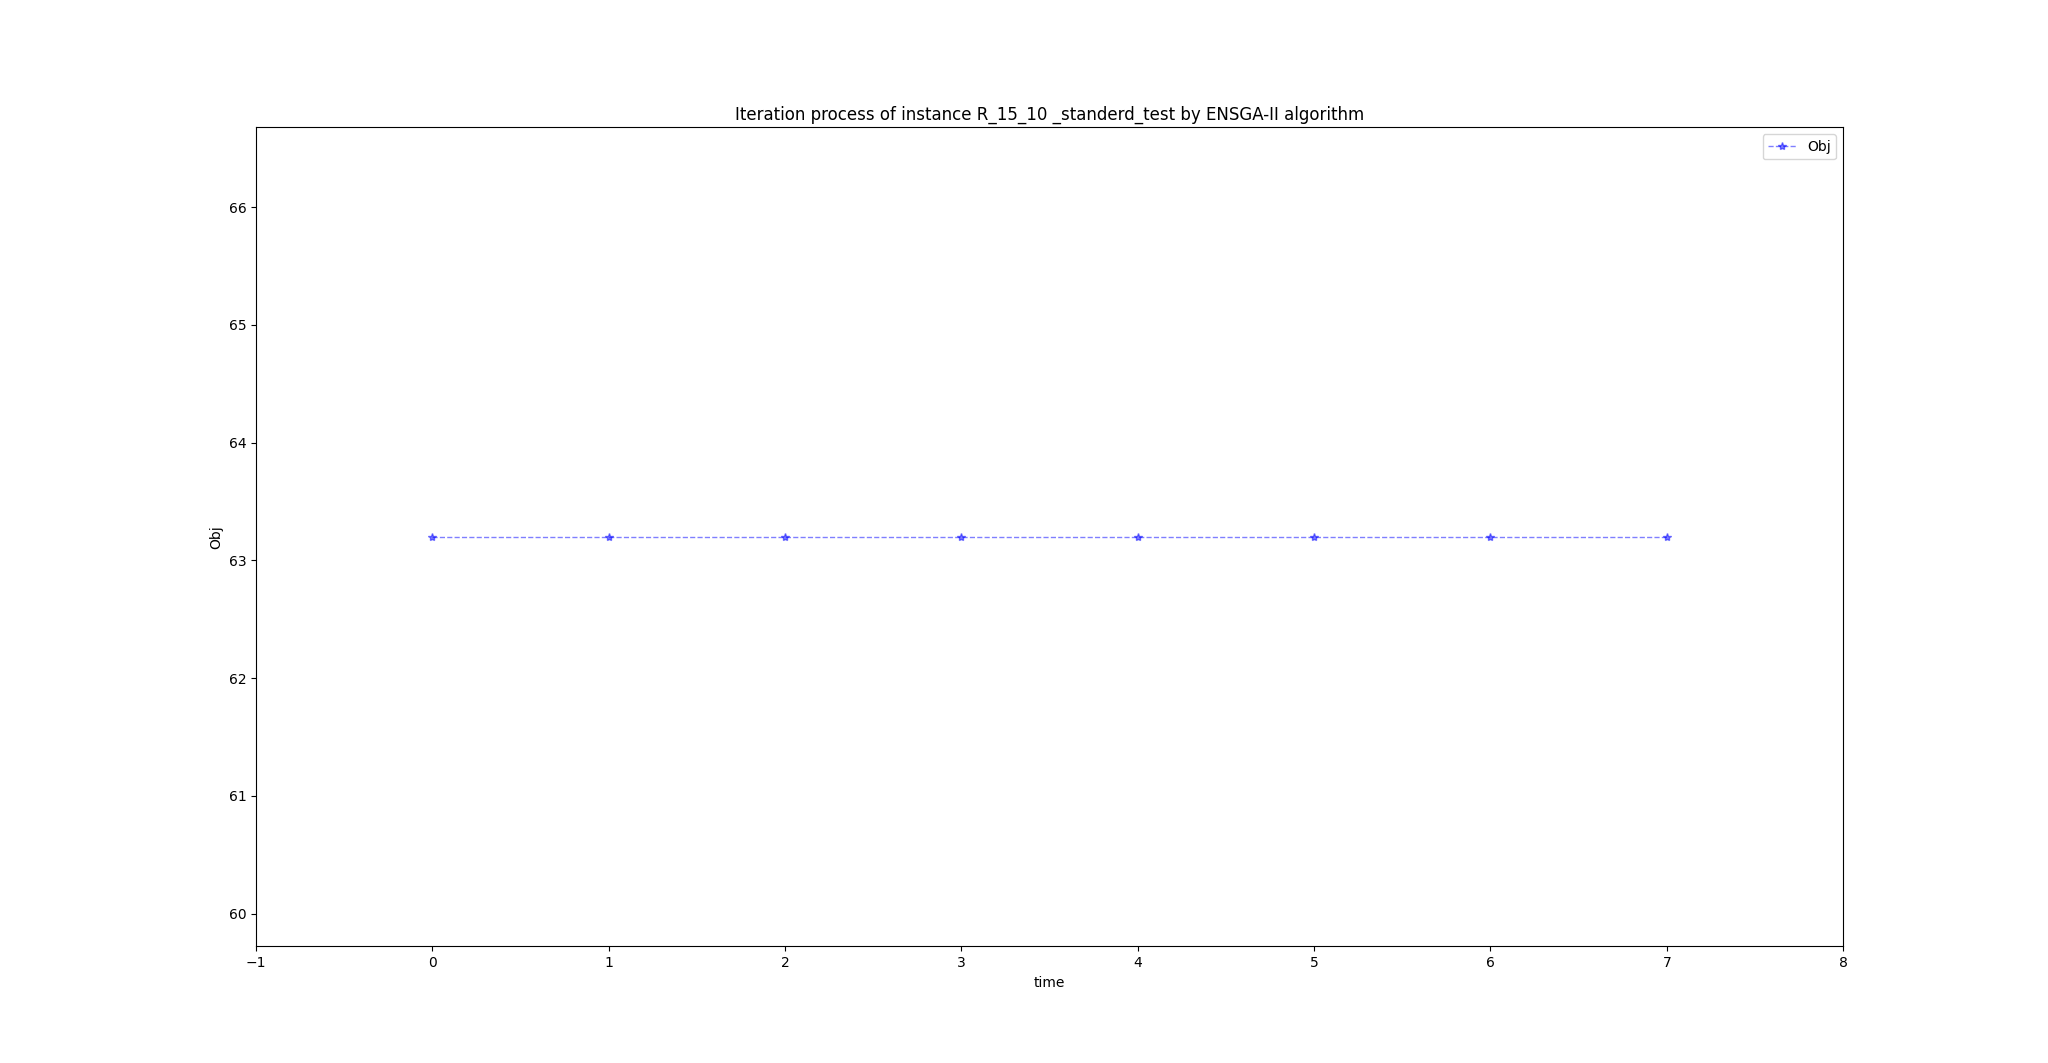 Iteration process of instance R_15_10 _standerd_test by ENSGA-II algorithm
Obj
66
65
64
63
62
61
60
Obj
−1 0 1 2 3 4 5 6 7 8
time